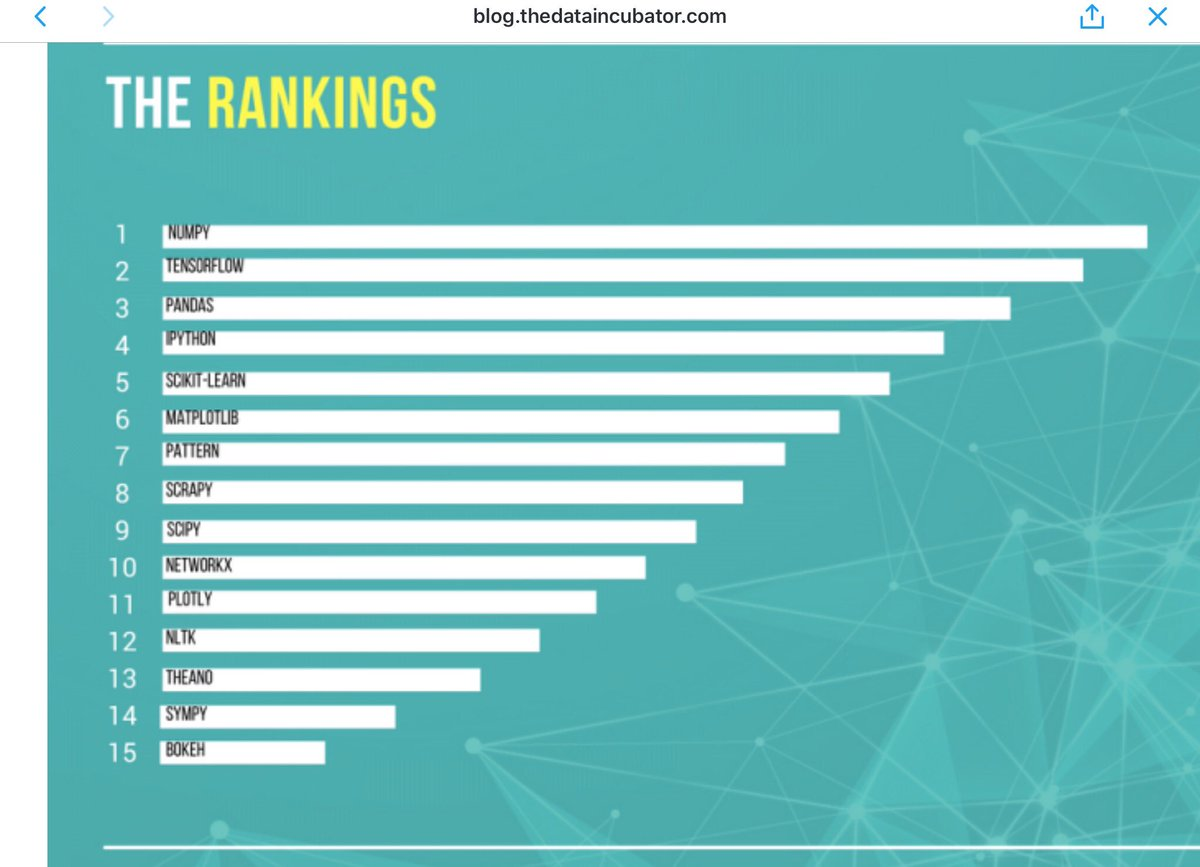 blog.thedataincubator.com
THE RANKINGS
1 NUMPY
2 TENSORFLOW
3 PANDAS
4 IPYTHON
5 SCIKIT-LEARN
6 MATPLOTLIB
7 PATTERN
8 SCRAPY
9 SCIPY
10 NETWORKX
11 PLOTLY
12 NLTK
13 THEANO
14 SYMPY
15 BOKEH